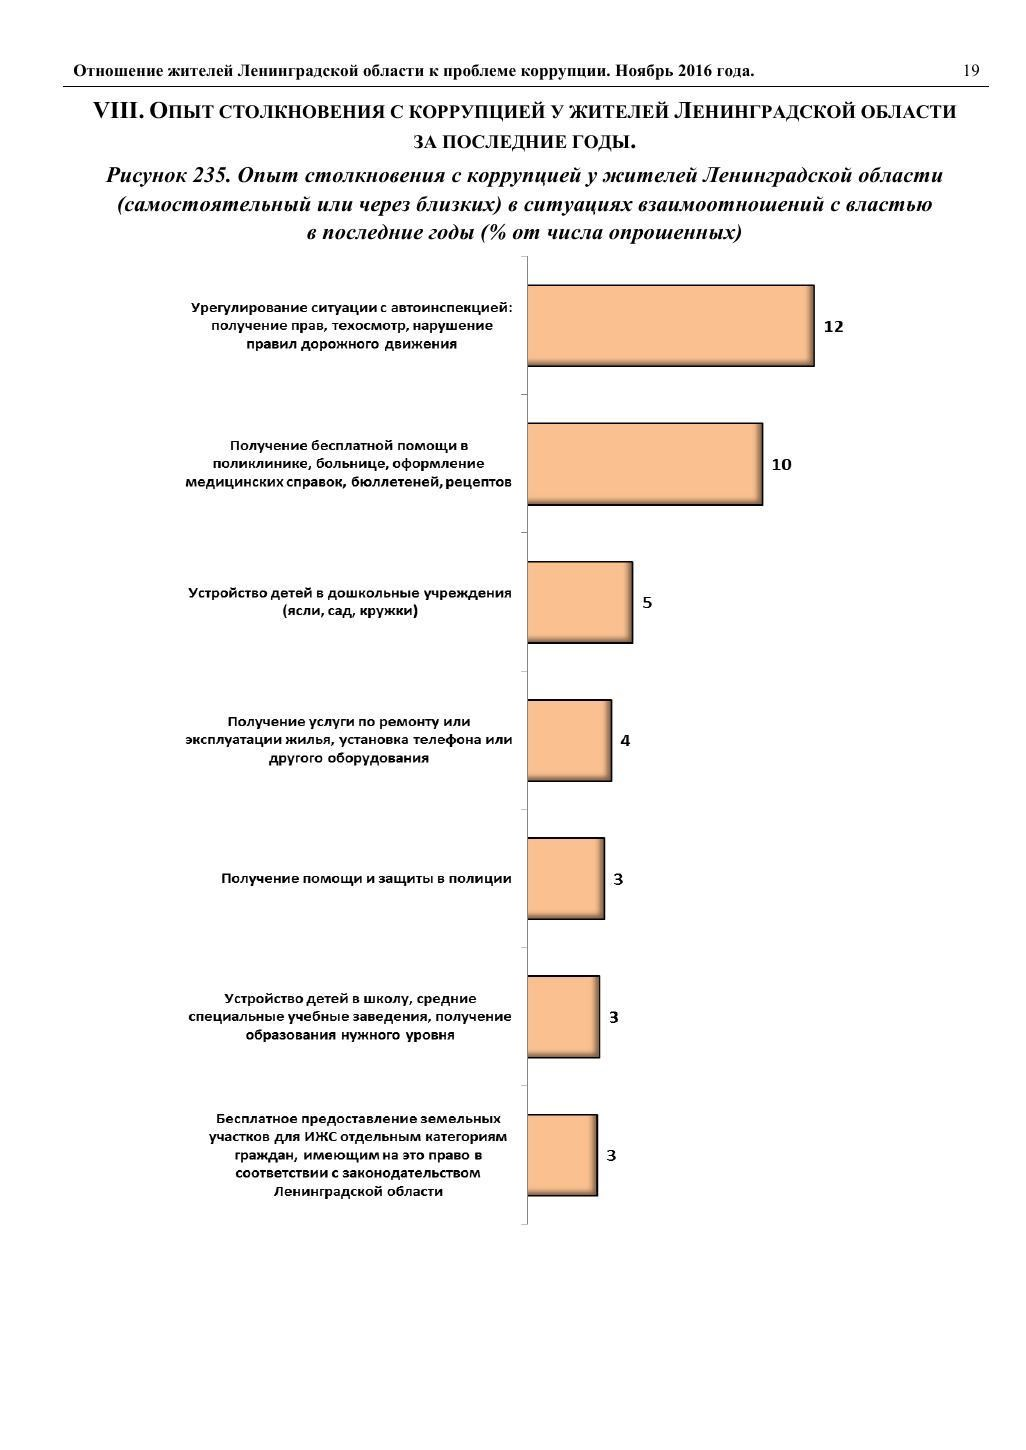 Отношение жителей Ленинградской области к проблеме коррупции. Ноябрь 2016 года. 19
VIII. ОПЫТ СТОЛКНОВЕНИЯ С КОРРУПЦИЕЙ У ЖИТЕЛЕЙ ЛЕНИНГРАДСКОЙ ОБЛАСТИ
ЗА ПОСЛЕДНИЕ ГОДЫ.
Рисунок 235. Опыт столкновения с коррупцией у жителей Ленинградской области
(самостоятельный или через близких) в ситуациях взаимоотношений с властью
в последние годы (% от числа опрошенных)
Урегулирование ситуации с автоинспекцией:
получение прав, техосмотр, нарушение
правил дорожного движения
12
Получение бесплатной помощи в
поликлинике, больнице, оформление
медицинских справок, бюллетеней, рецептов
10
Устройство детей в дошкольные учреждения
(ясли, сад, кружки)
5
Получение услуги по ремонту или
эксплуатации жилья, установка телефона или
другого оборудования
4
Получение помощи и защиты в полиции
3
Устройство детей в школу, средние
специальные учебные заведения, получение
образования нужного уровня
3
Бесплатное предоставление земельных
участков для ИЖС отдельным категориям
граждан, имеющим на это право в
соответствии с законодательством
Ленинградской области
3